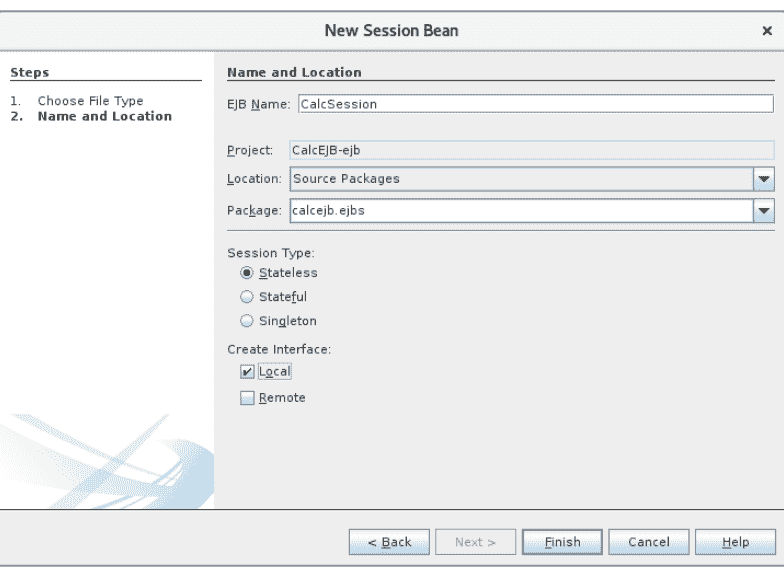 New Session Bean
Steps
1. Choose File Type
2. Name and Location
Name and Location
EJB Name: CalcSession
Project: CalcEJB-ejb
Location: Source Packages
Package: calcejb.ejbs
Session Type:
Stateless
Stateful
Singleton
Create Interface:
Local
Remote
< Back Next > Finish Cancel Help